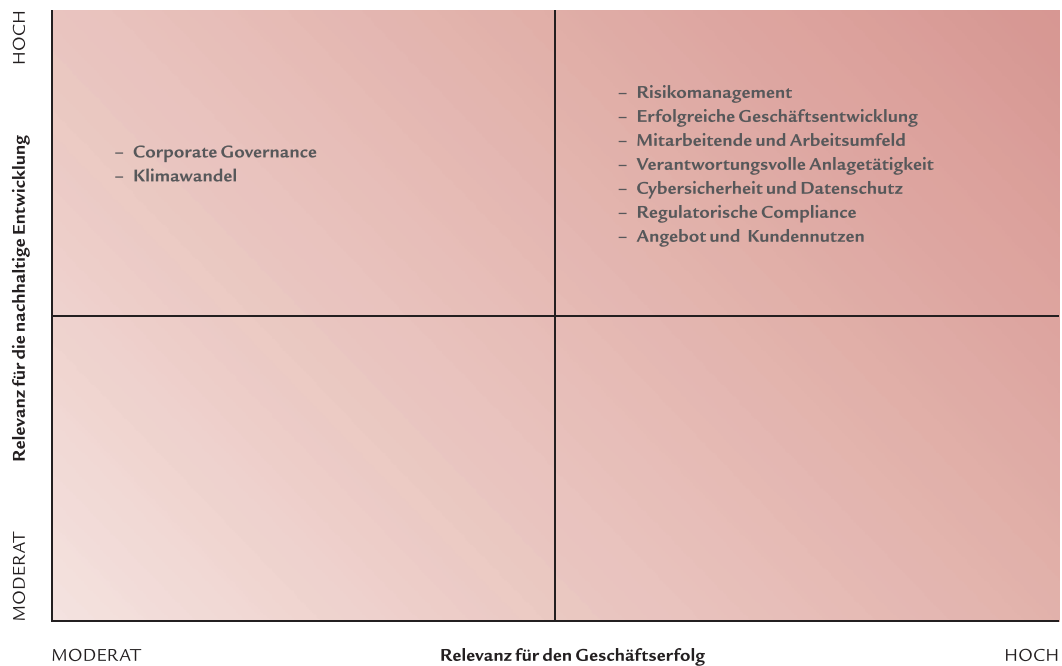 HOCH
Relevanz für die nachhaltige Entwicklung
MODERAT
– Corporate Governance
– Klimawandel
– Risikomanagement
– Erfolgreiche Geschäftsentwicklung
– Mitarbeitende und Arbeitsumfeld
– Verantwortungsvolle Anlagetätigkeit
– Cybersicherheit und Datenschutz
– Regulatorische Compliance
– Angebot und Kundennutzen
MODERAT
Relevanz für den Geschäftserfolg
HOCH